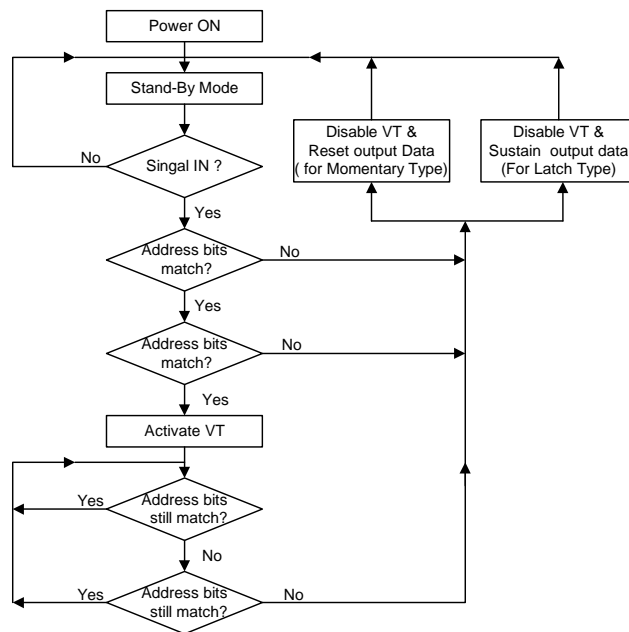 Power ON
Stand-By Mode
Disable VT &
Reset output Data
( for Momentary Type)
Disable VT &
Sustain output data
(For Latch Type)
No
Singal IN ?
Yes
Address bits
match?
No
Yes
Address bits
match?
No
Yes
Activate VT
Yes
Address bits
still match?
No
Yes
Address bits
still match?
No